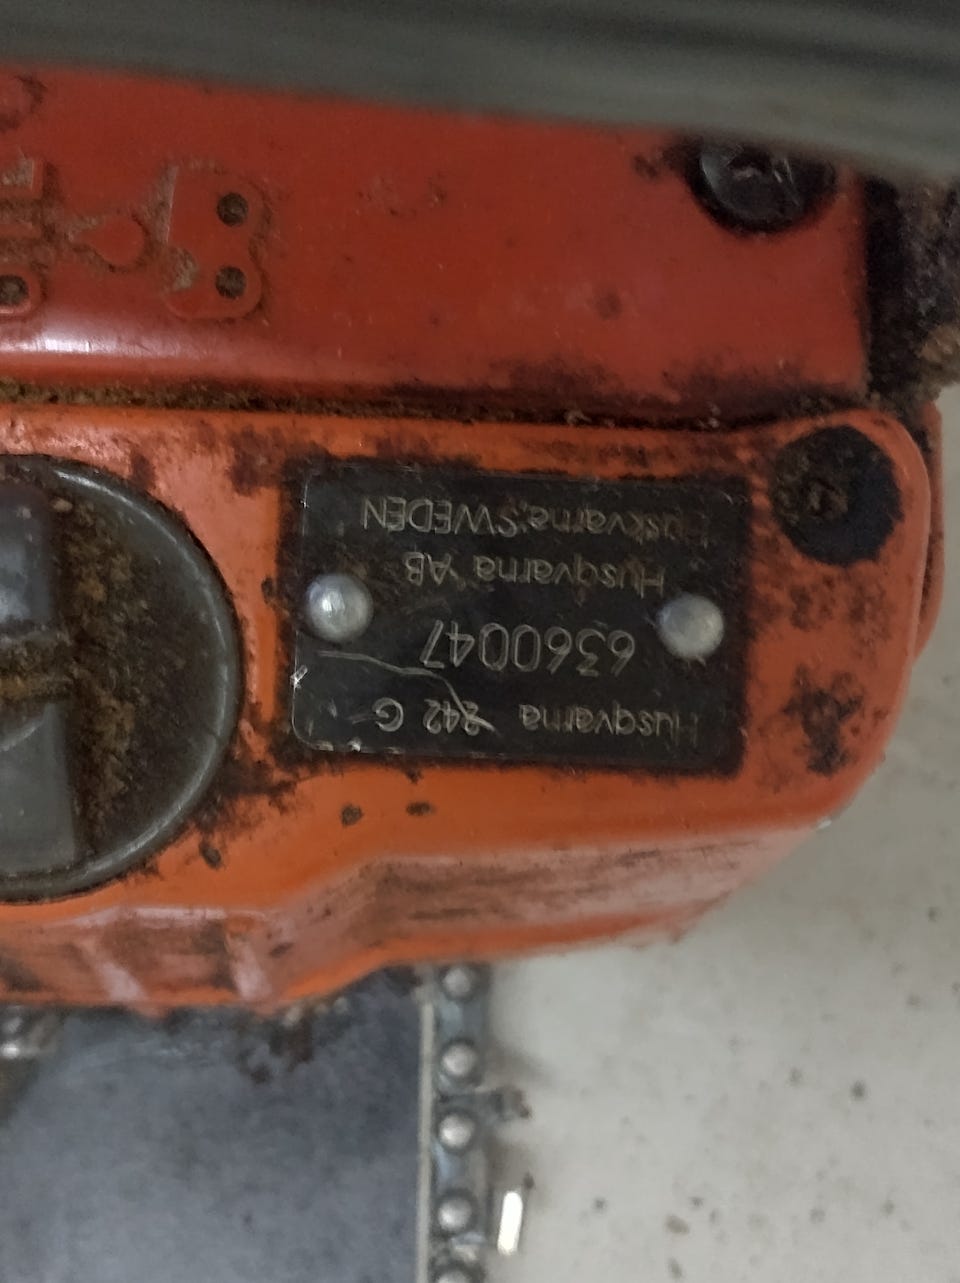 Husqvarna 242 G
6360047
Husqvarna AB
Huskvarna, SWEDEN